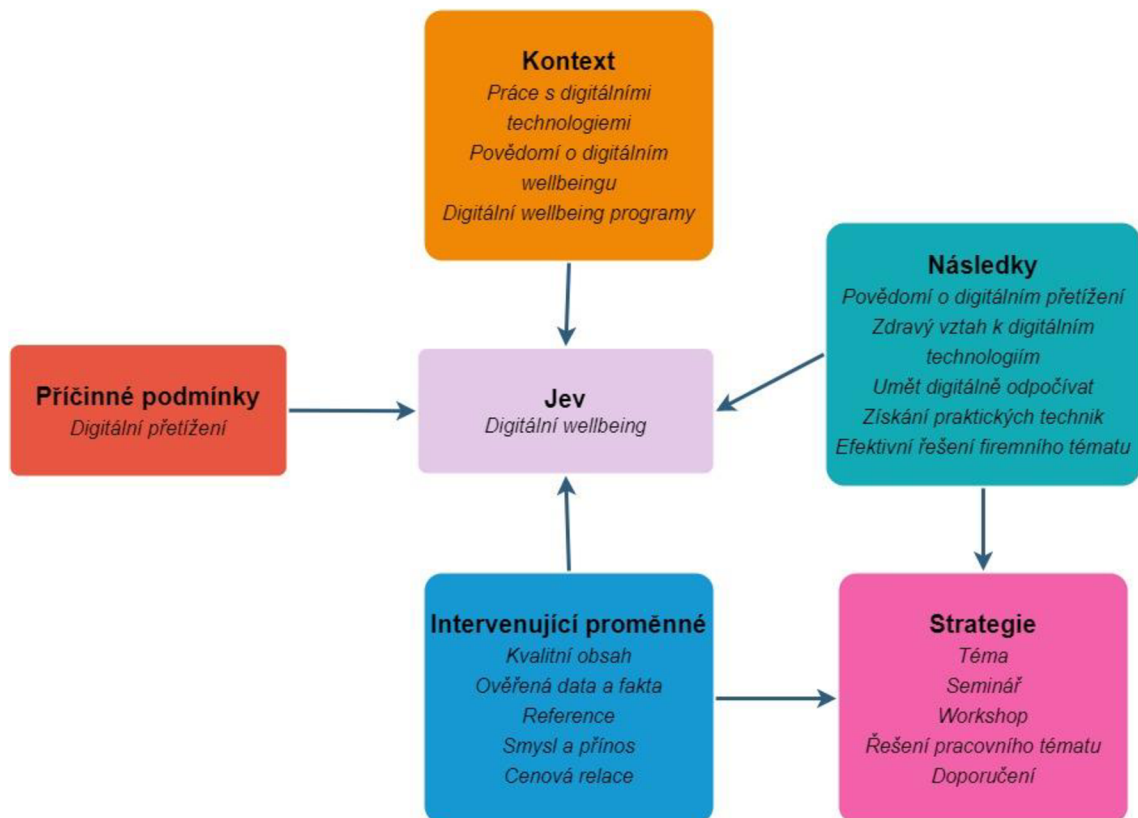 Kontext
Práce s digitálními
technologiemi
Povědomí o digitálním
wellbeingu
Digitální wellbeing programy
Následky
Povědomí o digitálním přetížení
Zdravý vztah k digitálním
technologiím
Umět digitálně odpočívat
Získání praktických technik
Efektivní řešení firemního tématu
Příčinné podmínky
Digitální přetížení
Jev
Digitální wellbeing
Intervenující proměnné
Kvalitní obsah
Ověřená data a fakta
Reference
Smysl a přínos
Cenová relace
Strategie
Téma
Seminář
Workshop
Řešení pracovního tématu
Doporučení